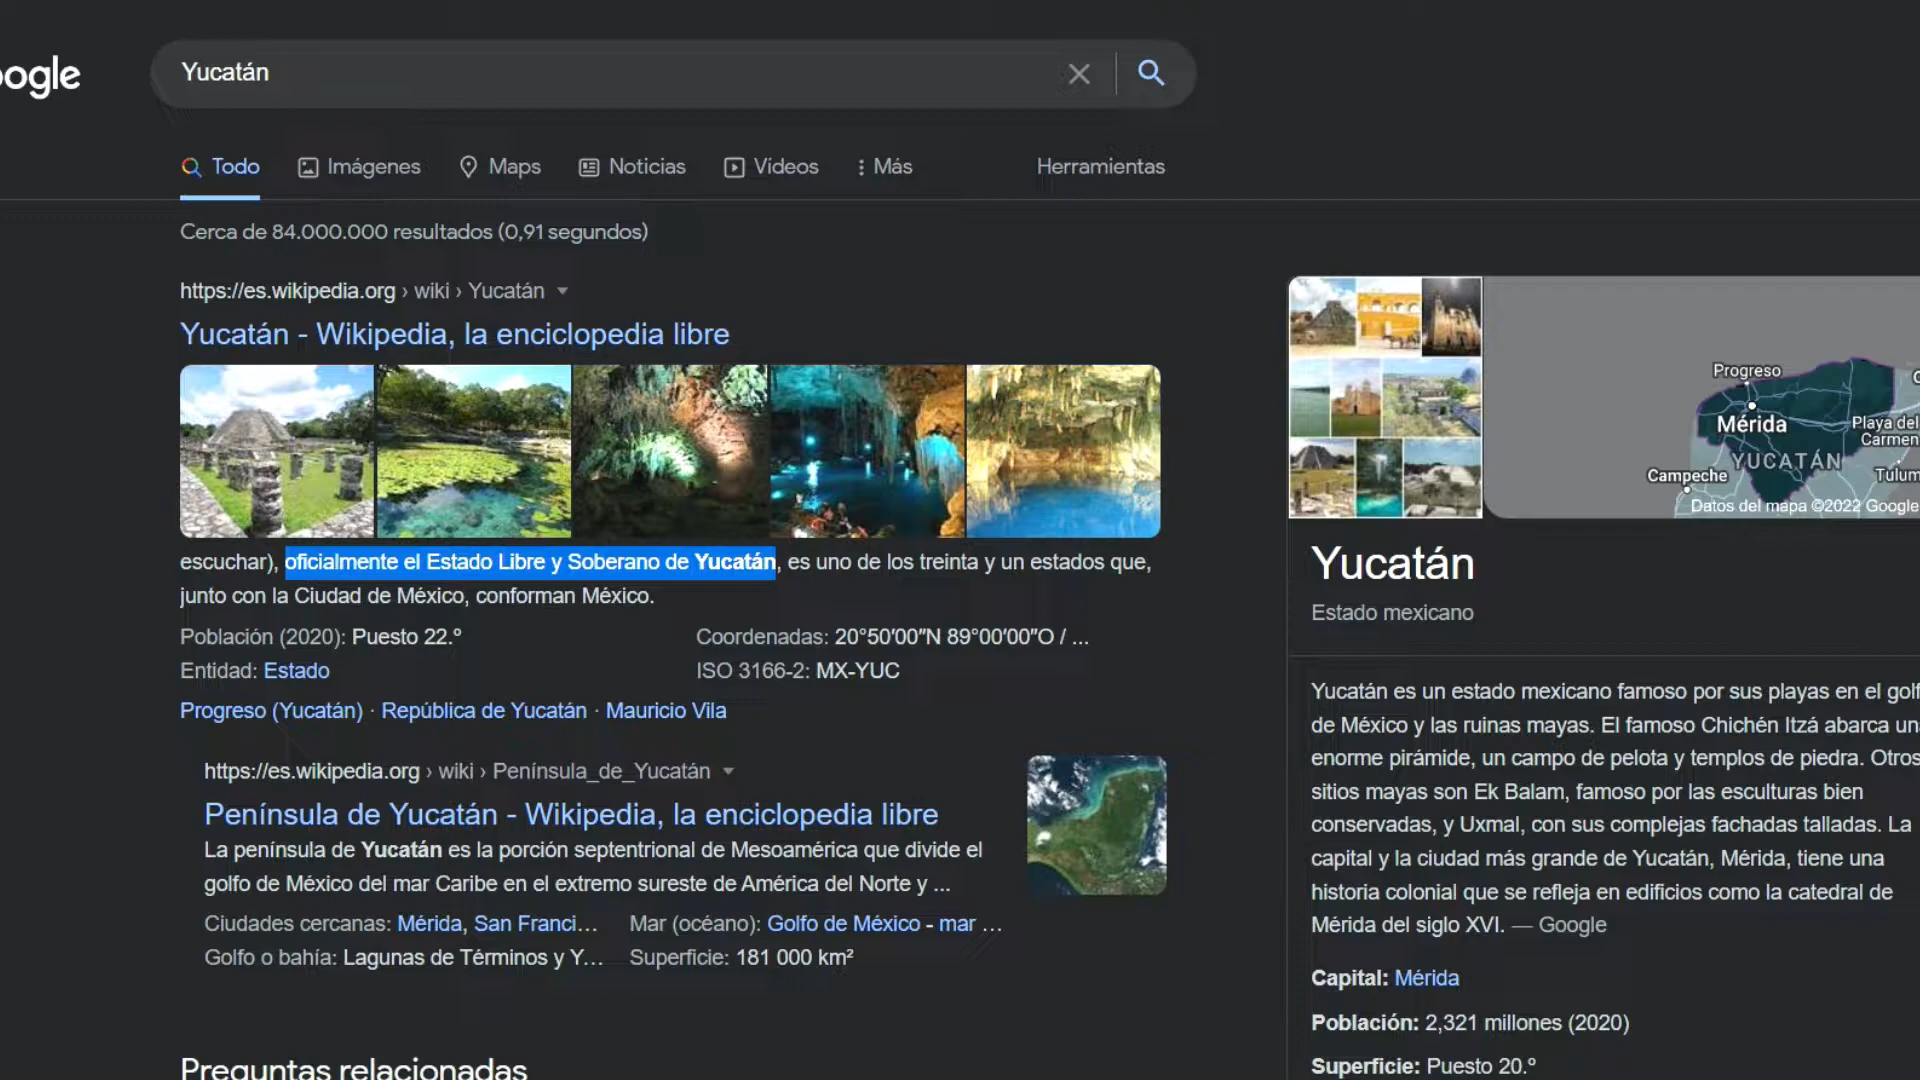 oogle
Yucatán
Todo
Imágenes
Maps
Noticias
Vídeos
Más
Herramientas
Cerca de 84.000.000 resultados (0,91 segundos)
https://es.wikipedia.org › wiki › Yucatán
Yucatán - Wikipedia, la enciclopedia libre
escuchar), oficialmente el Estado Libre y Soberano de Yucatán, es uno de los treinta y un estados que,
junto con la Ciudad de México, conforman México.
Población (2020): Puesto 22.º
Coordenadas: 20°50′00″N 89°00′00″O / ...
Entidad: Estado
ISO 3166-2: MX-YUC
Progreso (Yucatán) · República de Yucatán · Mauricio Vila
https://es.wikipedia.org › wiki › Península_de_Yucatán
Península de Yucatán - Wikipedia, la enciclopedia libre
La península de Yucatán es la porción septentrional de Mesoamérica que divide el
golfo de México del mar Caribe en el extremo sureste de América del Norte y ...
Ciudades cercanas: Mérida, San Franci...
Mar (océano): Golfo de México - mar ...
Golfo o bahía: Lagunas de Términos y Y...
Superficie: 181 000 km²
Preguntas relacionadas
Progreso
Mérida
Playa del
Carmen
YUCATÁN
Campeche
Tulum
Datos del mapa ©2022 Google
Yucatán
Estado mexicano
Yucatán es un estado mexicano famoso por sus playas en el golf
de México y las ruinas mayas. El famoso Chichén Itzá abarca un
enorme pirámide, un campo de pelota y templos de piedra. Otros
sitios mayas son Ek Balam, famoso por las esculturas bien
conservadas, y Uxmal, con sus complejas fachadas talladas. La
capital y la ciudad más grande de Yucatán, Mérida, tiene una
historia colonial que se refleja en edificios como la catedral de
Mérida del siglo XVI. — Google
Capital: Mérida
Población: 2,321 millones (2020)
Superficie: Puesto 20.º